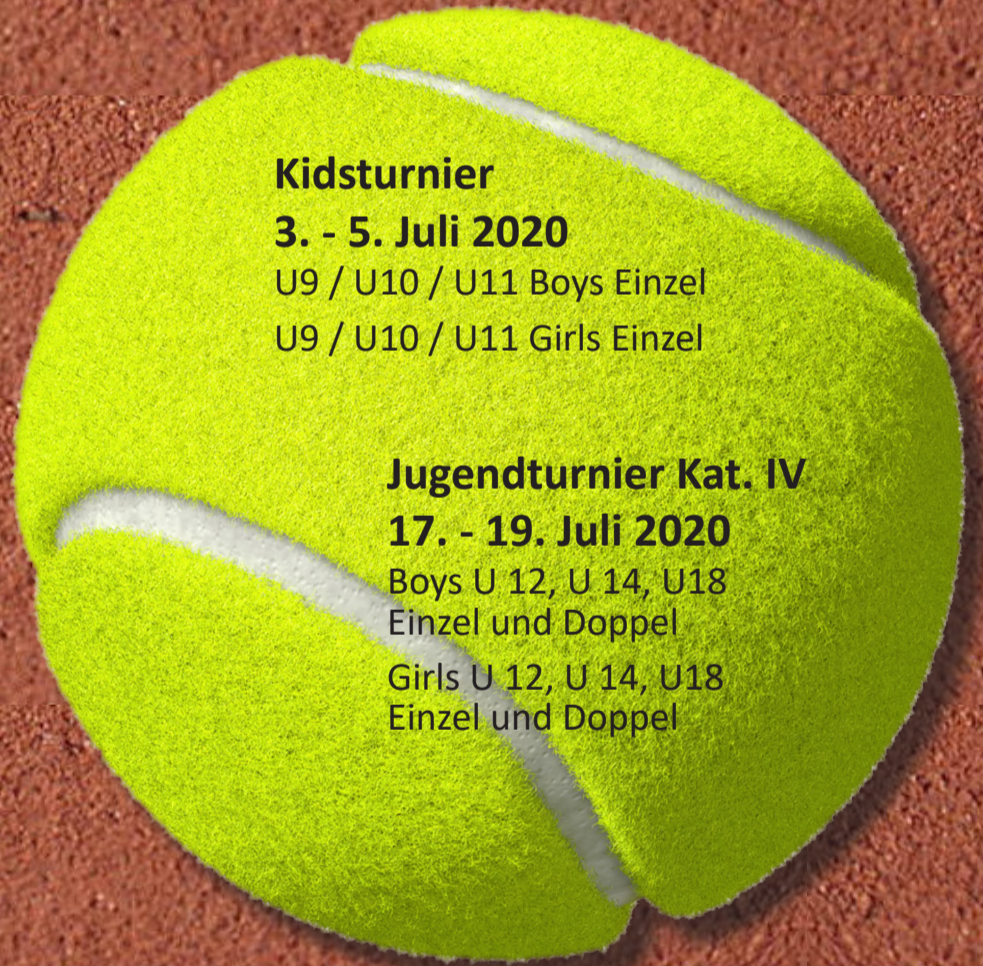 Kidsturnier
3. - 5. Juli 2020
U9 / U10 / U11 Boys Einzel
U9 / U10 / U11 Girls Einzel
Jugendturnier Kat. IV
17. - 19. Juli 2020
Boys U 12, U 14, U18
Einzel und Doppel
Girls U 12, U 14, U18
Einzel und Doppel